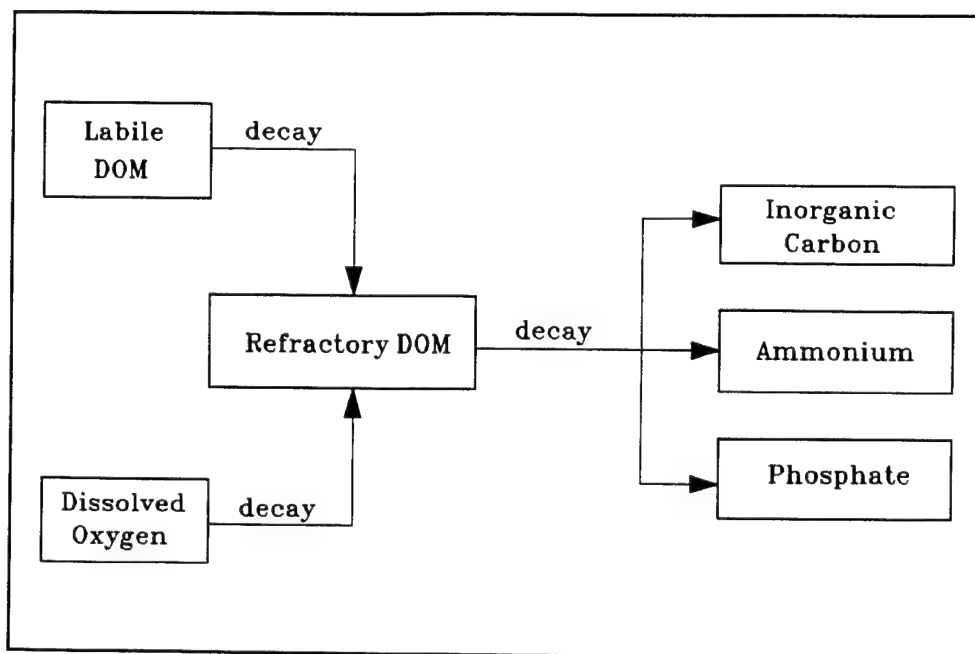 Labile
DOM
decay
Refractory DOM
Dissolved
Oxygen
decay
decay
Inorganic
Carbon
Ammonium
Phosphate